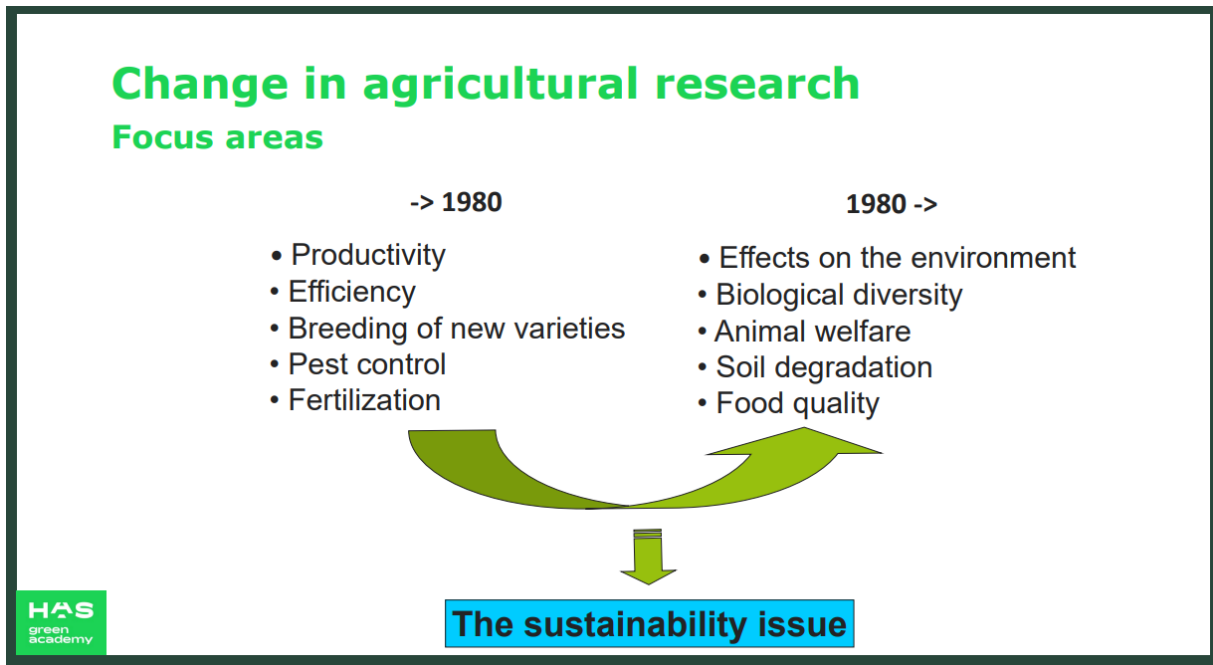 Change in agricultural research
Focus areas
-> 1980
• Productivity
• Efficiency
• Breeding of new varieties
• Pest control
• Fertilization
1980 ->
• Effects on the environment
• Biological diversity
• Animal welfare
• Soil degradation
• Food quality
The sustainability issue
HAS
green
academy